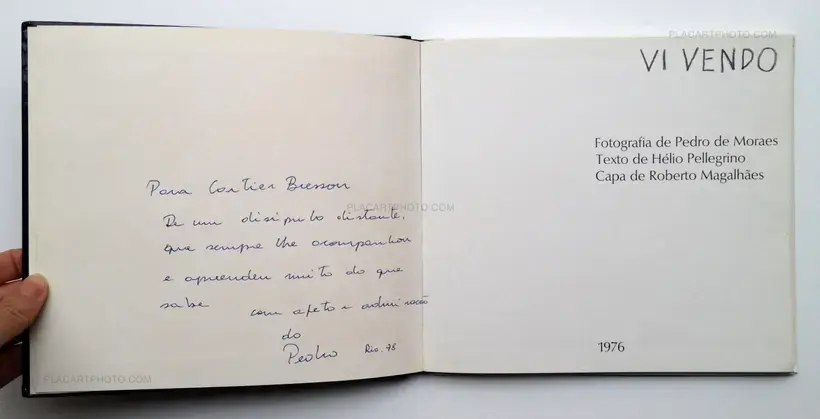 Para Cartier Bresson
De um disipulo distante,
que sempre lhe acompanhou
e aprendeu muito do que
sabe
com afeto e admiração
do
Pedro Rio. 78
VI VENDO
Fotografia de Pedro de Moraes
Texto de Hélio Pellegrino
Capa de Roberto Magalhães
1976
PLACARTPHOTO.COM
PLACARTPHOTO.COM
PLACARTPHOTO.COM